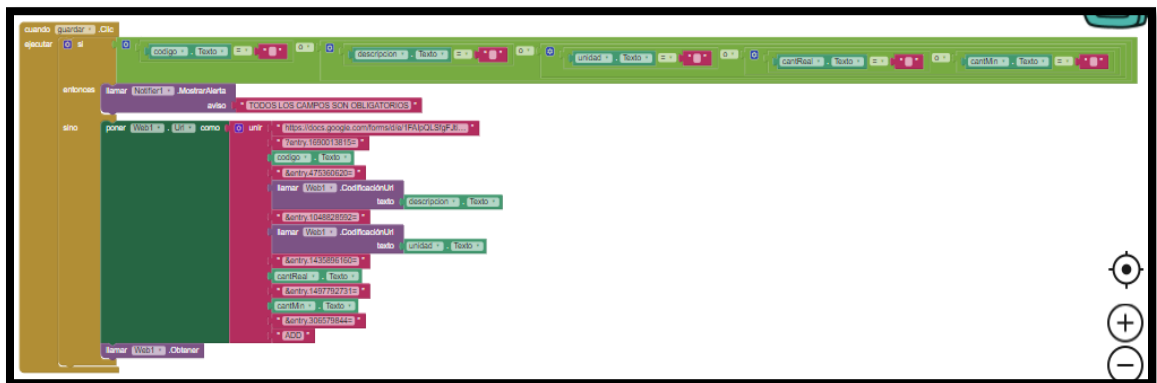 cuando guardar .Clic
ejecutar si codigo . Texto = " " o descripcion . Texto = " " o unidad . Texto = " " o cantReal . Texto = " " o cantMin . Texto = " "
entonces llamar Notifier1 .MostrarAlerta
aviso " TODOS LOS CAMPOS SON OBLIGATORIOS "
sino poner Web1 . Url como unir " https://docs.google.com/forms/d/e/1FAIpQLSfgFJli... "
" ?entry.1690013815= "
codigo . Texto
" &entry.475360620= "
llamar Web1 .CodificaciónUrl
texto descripcion . Texto
" &entry.1048828592= "
llamar Web1 .CodificaciónUrl
texto unidad . Texto
" &entry.1435896160= "
cantReal . Texto
" &entry.1497792731= "
cantMin . Texto
" &entry.306579844= "
" ADD "
llamar Web1 .Obtener